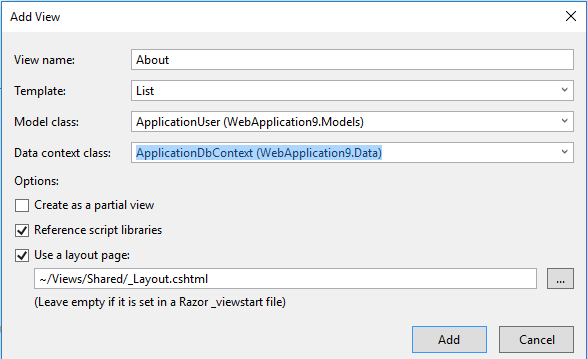 Add View
View name: About
Template: List
Model class: ApplicationUser (WebApplication9.Models)
Data context class: ApplicationDbContext (WebApplication9.Data)
Options:
Create as a partial view
Reference script libraries
Use a layout page:
~/Views/Shared/_Layout.cshtml ...
(Leave empty if it is set in a Razor _viewstart file)
Add Cancel